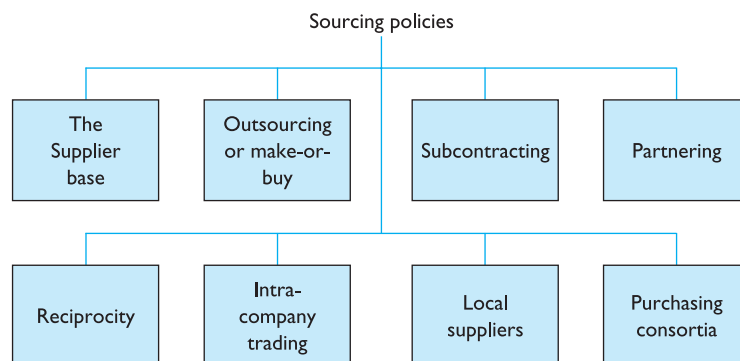 Sourcing policies
The
Supplier
base
Outsourcing
or make-or-
buy
Subcontracting
Partnering
Reciprocity
Intra-
company
trading
Local
suppliers
Purchasing
consortia